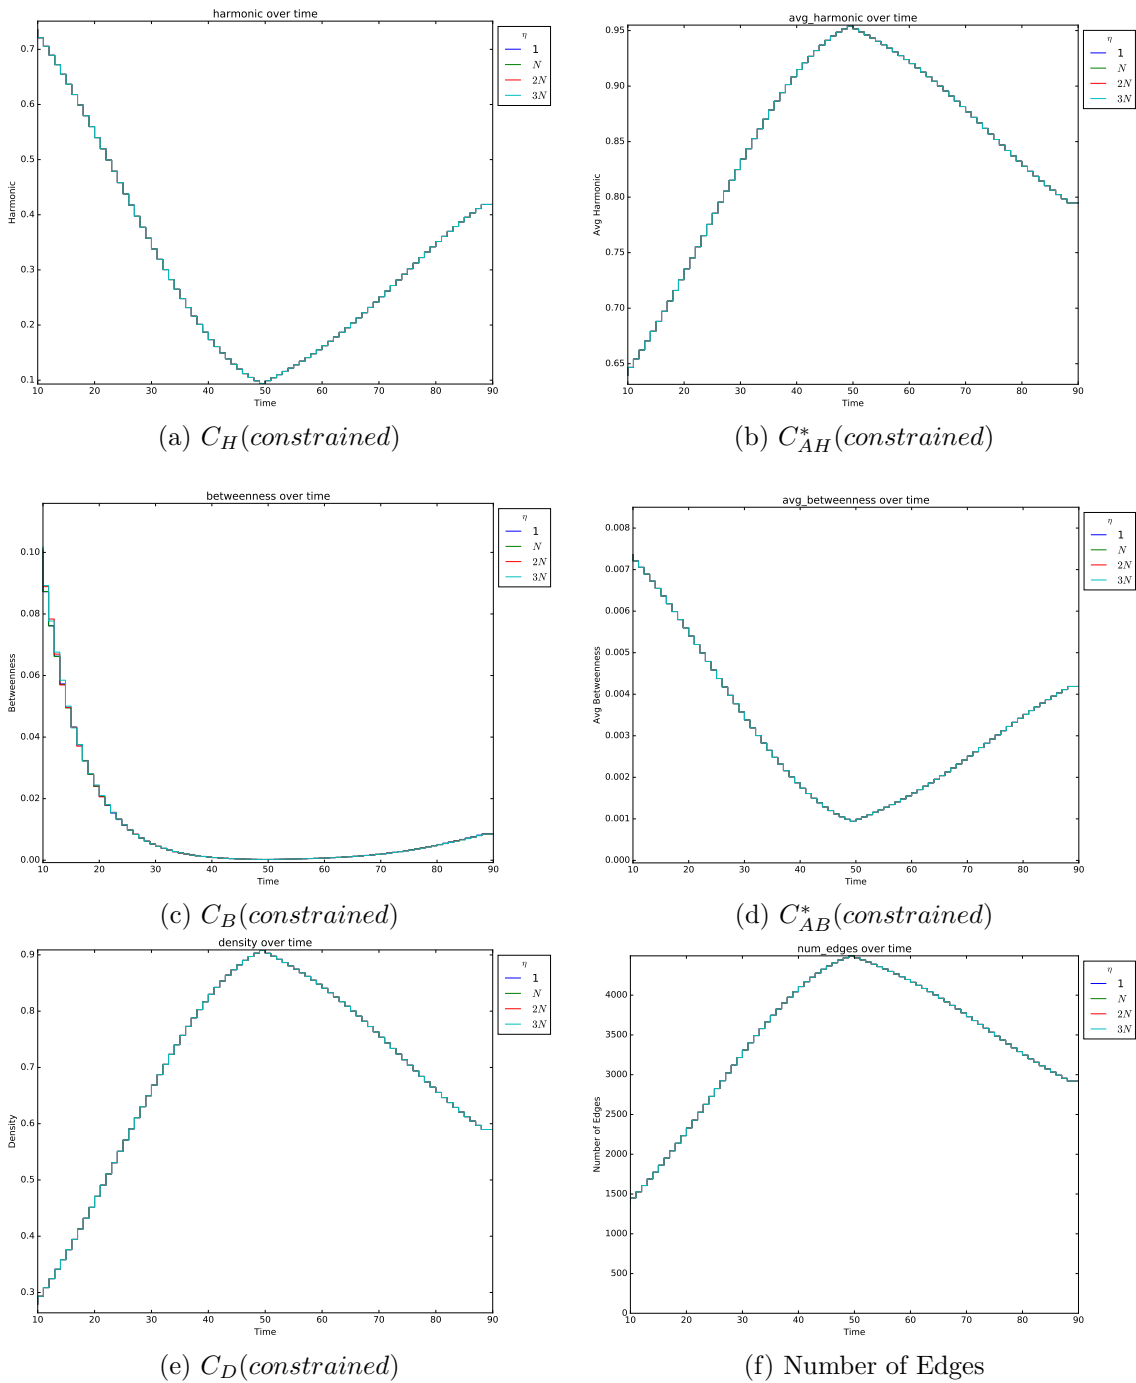 harmonic over time
Harmonic
0.7
0.6
0.5
0.4
0.3
0.2
0.1
10 20 30 40 50 60 70 80 90
Time
η
1
N
2N
3N
(a) C_H(constrained)
avg_harmonic over time
Avg Harmonic
0.95
0.90
0.85
0.80
0.75
0.70
0.65
10 20 30 40 50 60 70 80 90
Time
η
1
N
2N
3N
(b) C*_AH(constrained)
betweenness over time
Betweenness
0.10
0.08
0.06
0.04
0.02
0.00
10 20 30 40 50 60 70 80 90
Time
η
1
N
2N
3N
(c) C_B(constrained)
avg_betweenness over time
Avg Betweenness
0.008
0.007
0.006
0.005
0.004
0.003
0.002
0.001
0.000
10 20 30 40 50 60 70 80 90
Time
η
1
N
2N
3N
(d) C*_AB(constrained)
density over time
Density
0.9
0.8
0.7
0.6
0.5
0.4
0.3
10 20 30 40 50 60 70 80 90
Time
η
1
N
2N
3N
(e) C_D(constrained)
num_edges over time
Number of Edges
4000
3500
3000
2500
2000
1500
1000
500
0
10 20 30 40 50 60 70 80 90
Time
η
1
N
2N
3N
(f) Number of Edges